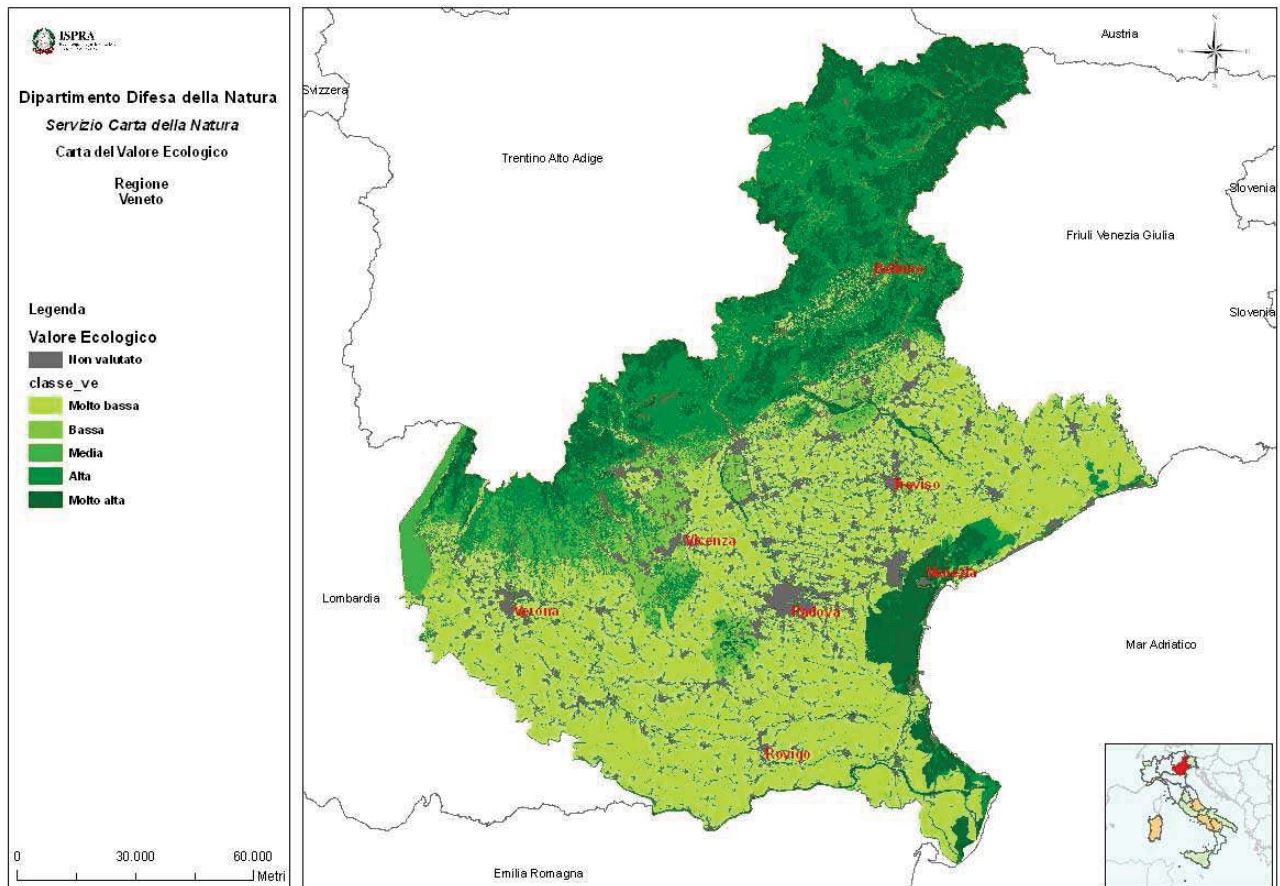 ISPRA
Dipartimento Difesa della Natura
Servizio Carta della Natura
Carta del Valore Ecologico
Regione
Veneto
Legenda
Valore Ecologico
Non valutato
classe_ve
Molto bassa
Bassa
Media
Alta
Molto alta
0 30.000 60.000
Metri
Austria
Svizzera
Trentino Alto Adige
Slovenia
Friuli Venezia Giulia
Belluno
Slovenia
Treviso
Vicenza
Venezia
Lombardia
Verona
Padova
Mar Adriatico
Rovigo
Emilia Romagna